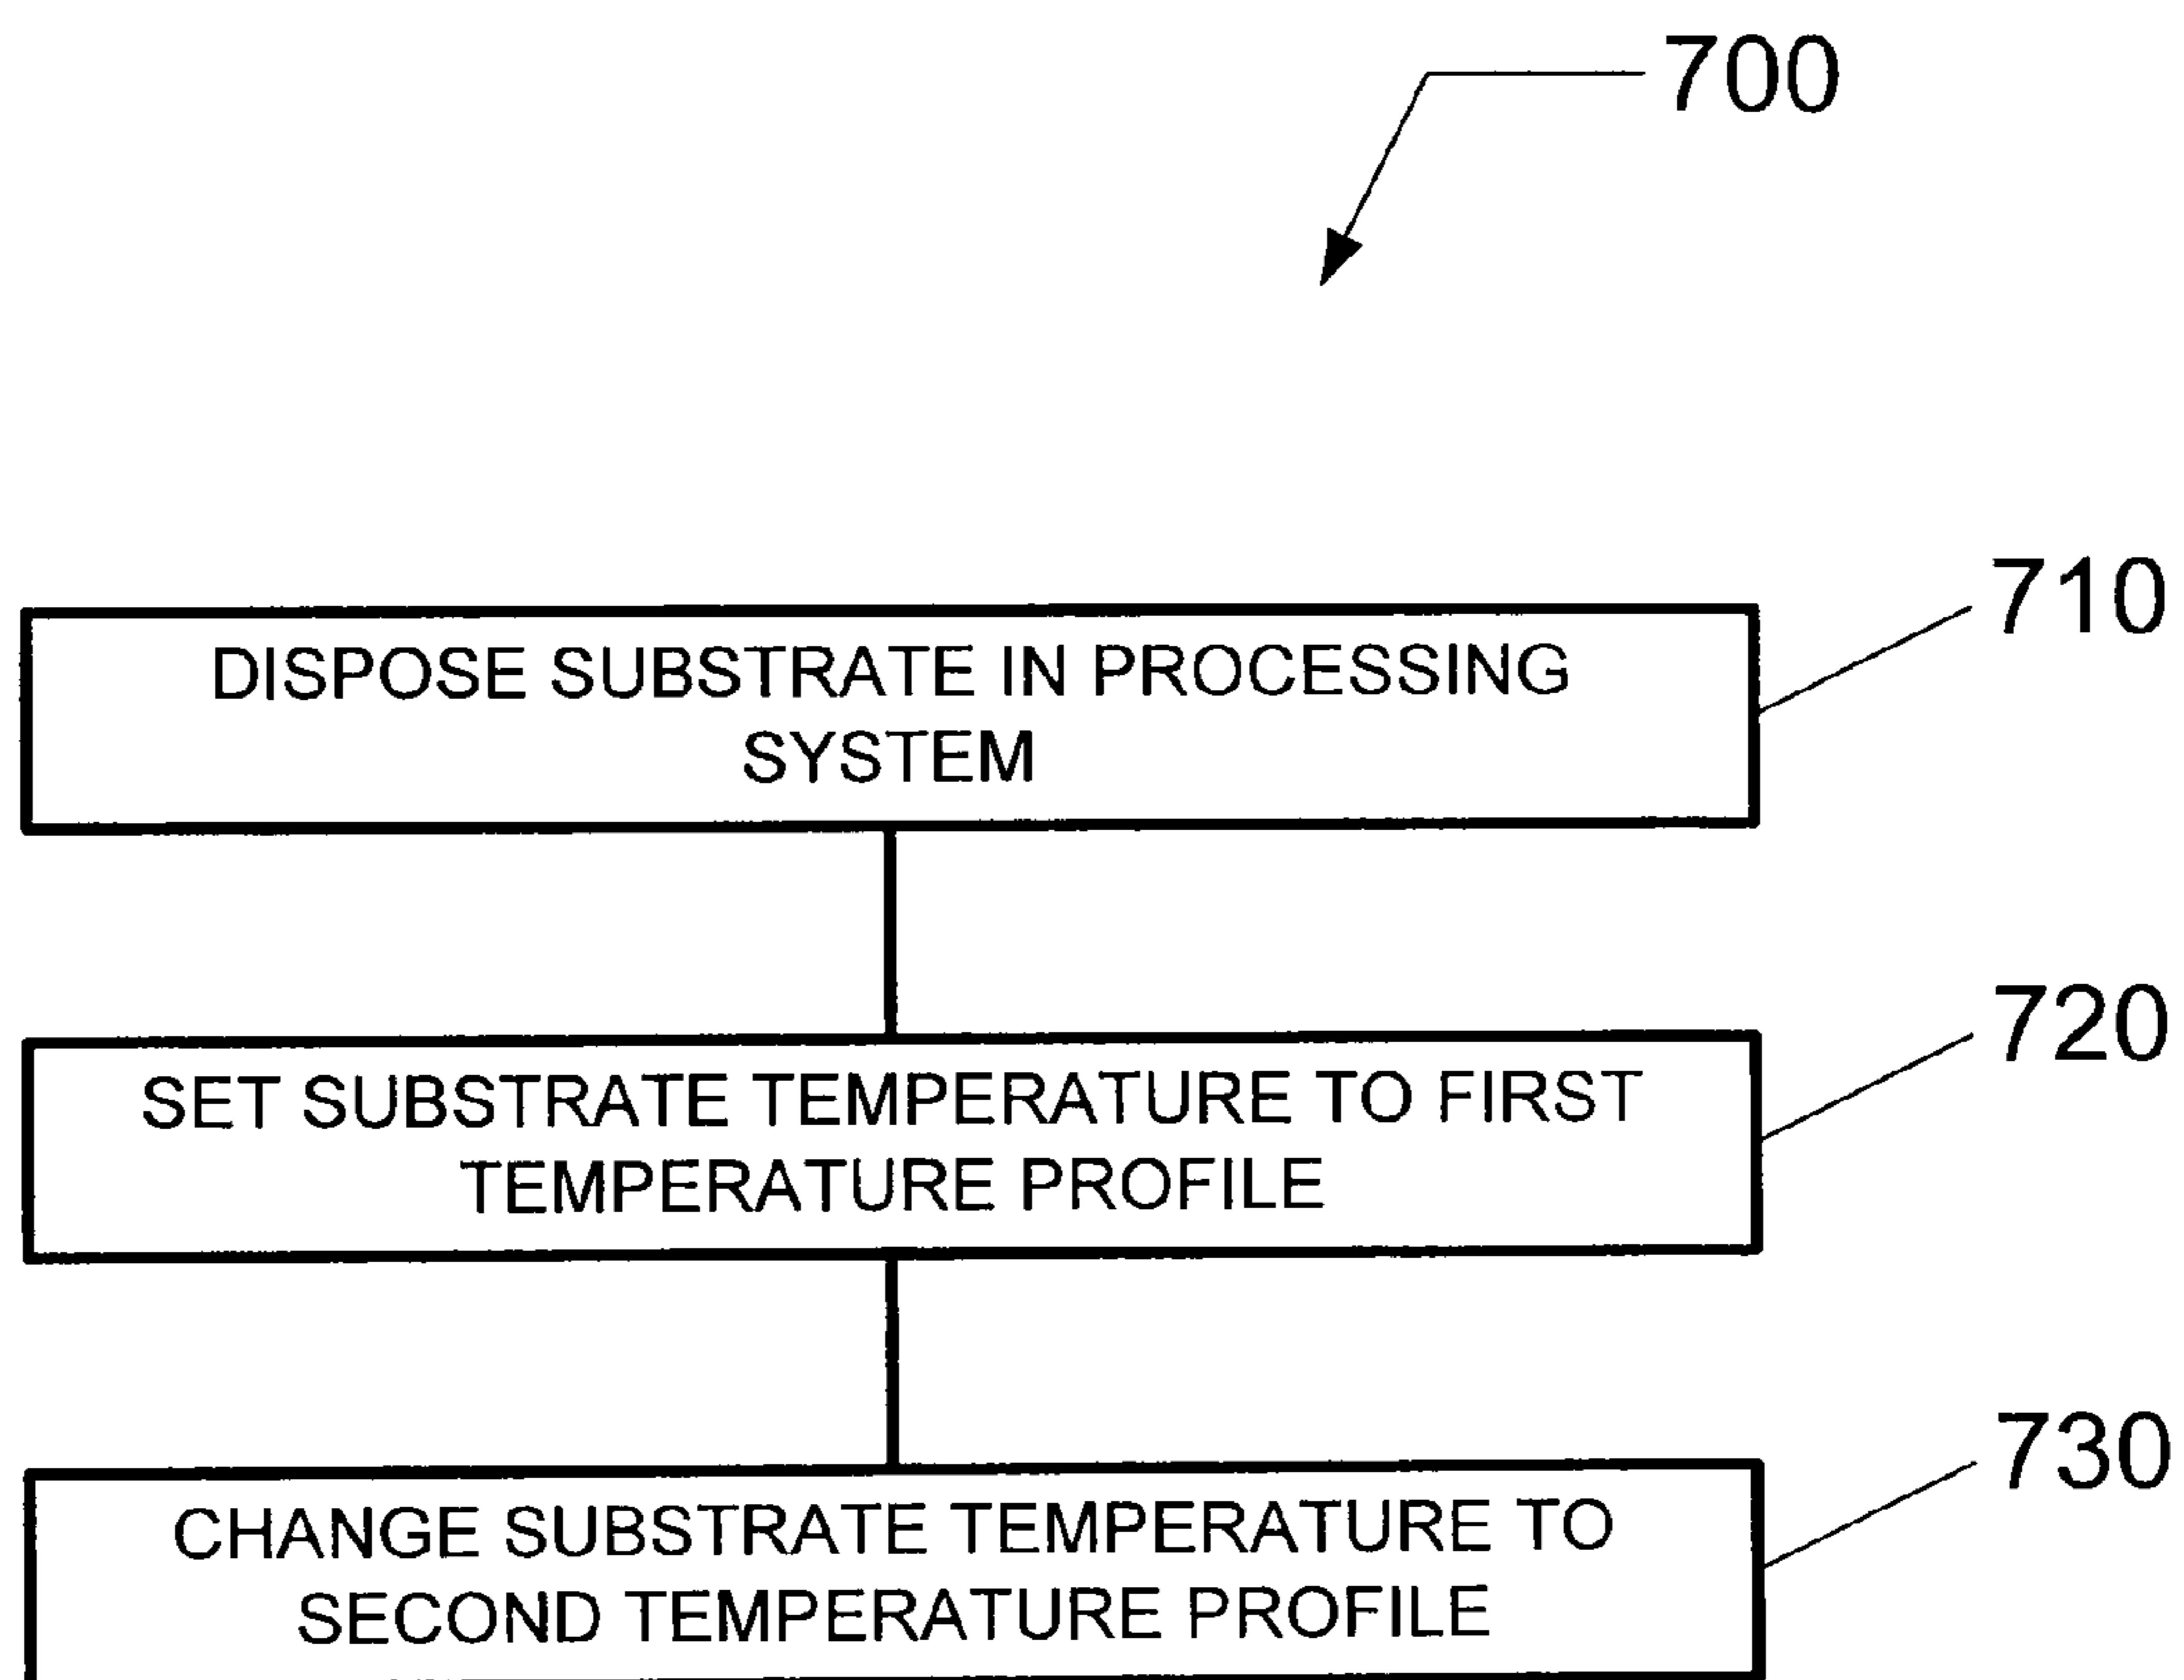 700
710
DISPOSE SUBSTRATE IN PROCESSING
SYSTEM
720
SET SUBSTRATE TEMPERATURE TO FIRST
TEMPERATURE PROFILE
730
CHANGE SUBSTRATE TEMPERATURE TO
SECOND TEMPERATURE PROFILE